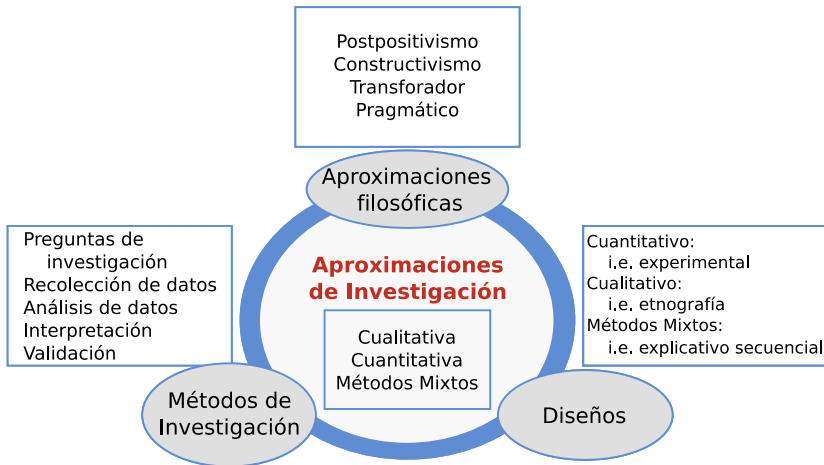 Postpositivismo
Constructivismo
Transforador
Pragmático
Aproximaciones
filosóficas
Preguntas de
investigación
Recolección de datos
Análisis de datos
Interpretación
Validación
Aproximaciones
de Investigación
Cualitativa
Cuantitativa
Métodos Mixtos
Cuantitativo:
i.e. experimental
Cualitativo:
i.e. etnografía
Métodos Mixtos:
i.e. explicativo secuencial
Métodos de
Investigación
Diseños